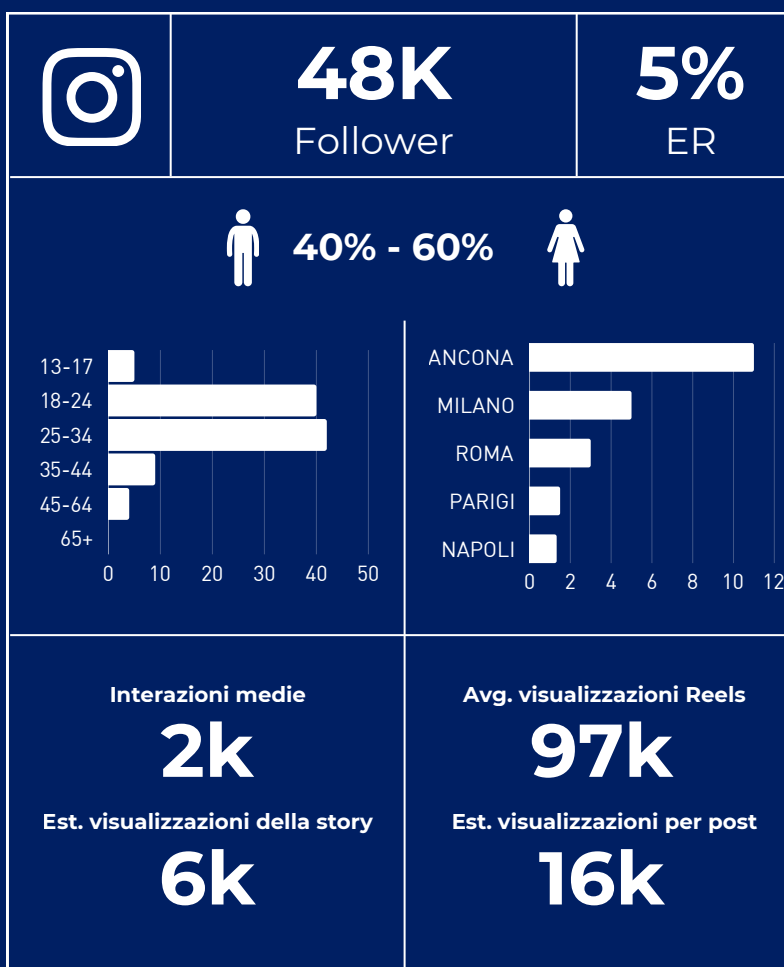 48K
Follower
5%
ER
40% - 60%
13-17
18-24
25-34
35-44
45-64
65+
0 10 20 30 40 50
ANCONA
MILANO
ROMA
PARIGI
NAPOLI
0 2 4 6 8 10 12
Interazioni medie
2k
Est. visualizzazioni della story
6k
Avg. visualizzazioni Reels
97k
Est. visualizzazioni per post
16k